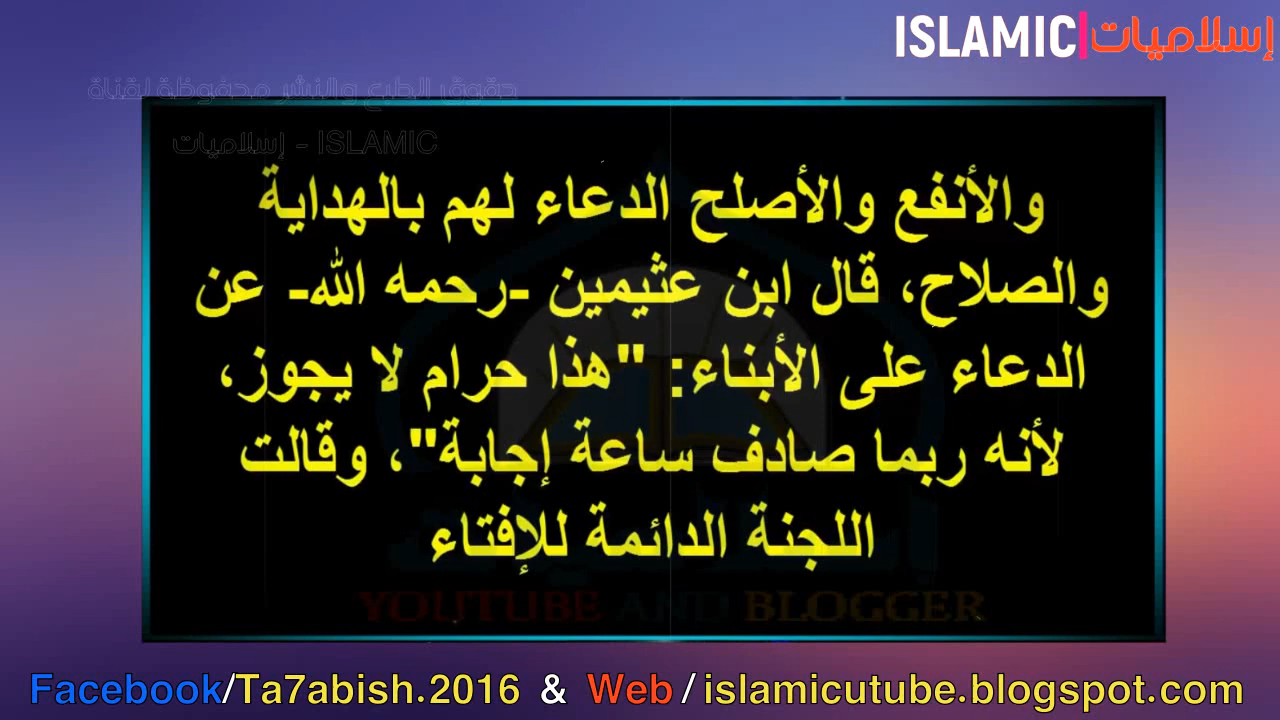 ISLAMIC|إسلاميات
حقوق الطبع والنشر محفوظة لقناة
إسلاميات - ISLAMIC
والأنفع والأصلح الدعاء لهم بالهداية
والصلاح، قال ابن عثيمين -رحمه الله- عن
الدعاء على الأبناء: "هذا حرام لا يجوز،
لأنه ربما صادف ساعة إجابة"، وقالت
اللجنة الدائمة للإفتاء
YOUTUBE AND BLOGGER
Facebook/Ta7abish.2016 & Web / islamicutube.blogspot.com